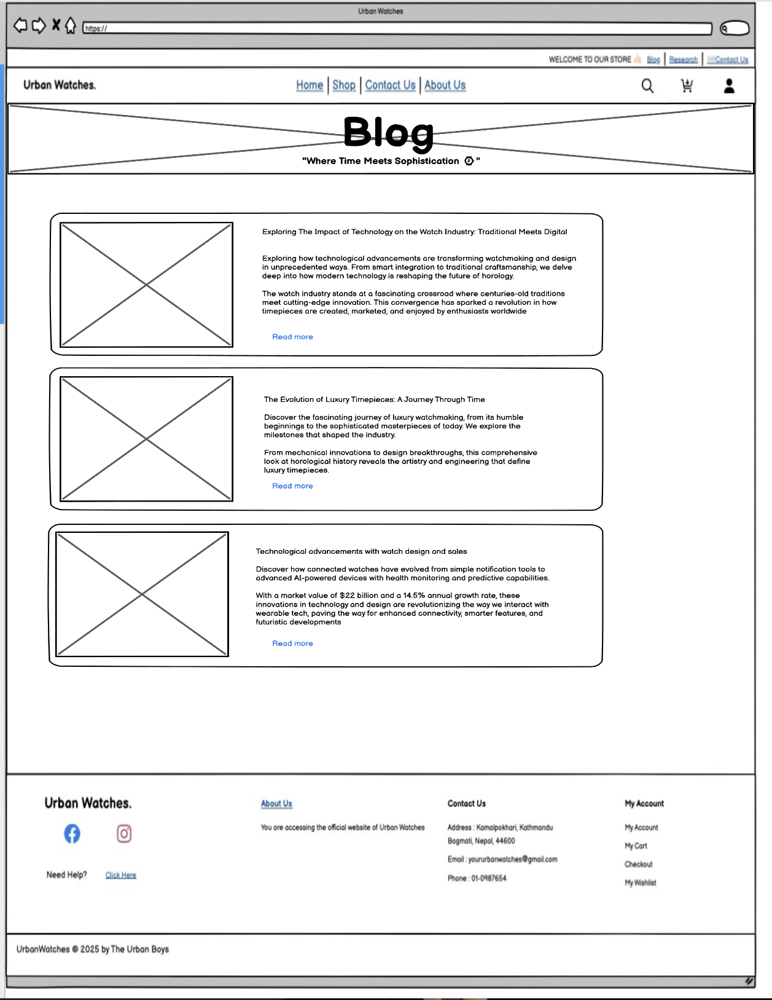 Urban Watches
https://
WELCOME TO OUR STORE Blog Research Contact Us
Urban Watches.
Home Shop Contact Us About Us
Blog
"Where Time Meets Sophistication "
Exploring The Impact of Technology on the Watch Industry: Traditional Meets Digital
Exploring how technological advancements are transforming watchmaking and design
in unprecedented ways. From smart integration to traditional craftsmanship, we delve
deep into how modern technology is reshaping the future of horology.
The watch industry stands at a fascinating crossroad where centuries-old traditions
meet cutting-edge innovation. This convergence has sparked a revolution in how
timepieces are created, marketed, and enjoyed by enthusiasts worldwide
Read more
The Evolution of Luxury Timepieces: A Journey Through Time
Discover the fascinating journey of luxury watchmaking, from its humble
beginnings to the sophisticated masterpieces of today. We explore the
milestones that shaped the industry.
From mechanical innovations to design breakthroughs, this comprehensive
look at horological history reveals the artistry and engineering that define
luxury timepieces.
Read more
Technological advancements with watch design and sales
Discover how connected watches have evolved from simple notification tools to
advanced AI-powered devices with health monitoring and predictive capabilities.
With a market value of $22 billion and a 14.5% annual growth rate, these
innovations in technology and design are revolutionizing the way we interact with
wearable tech, paving the way for enhanced connectivity, smarter features, and
futuristic developments
Read more
Urban Watches.
Need Help? Click Here
About Us
You are accessing the official website of Urban Watches
Contact Us
Address : Kamalpokhari, Kathmandu
Bagmati, Nepal, 44600
Email : yoururbanwatches@gmail.com
Phone : 01-0987654
My Account
My Account
My Cart
Checkout
My Wishlist
UrbanWatches © 2025 by The Urban Boys